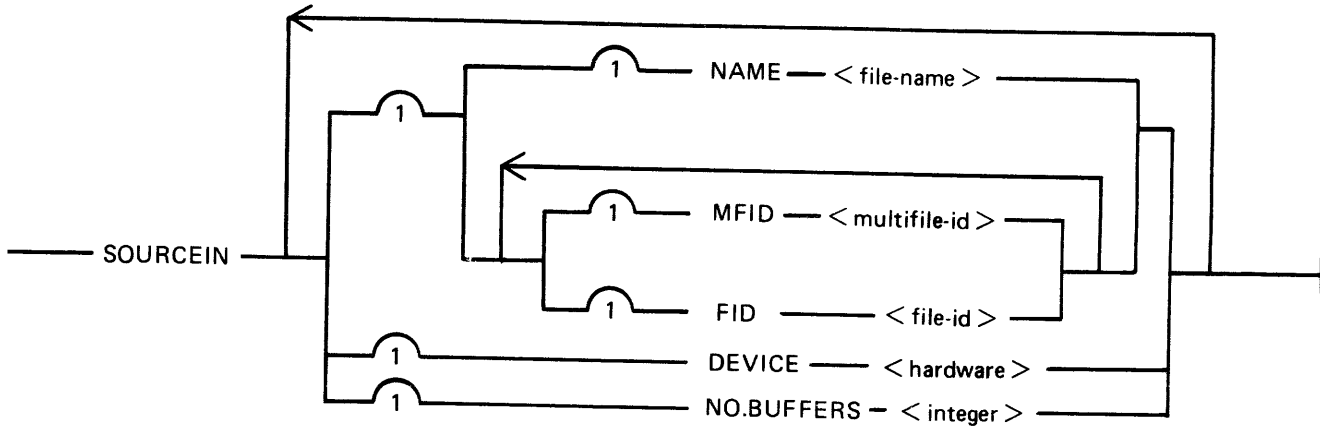 1 NAME < file-name >
1
1 MFID < multifile-id >
SOURCEIN
1 FID < file-id >
1 DEVICE < hardware >
1 NO.BUFFERS < integer >